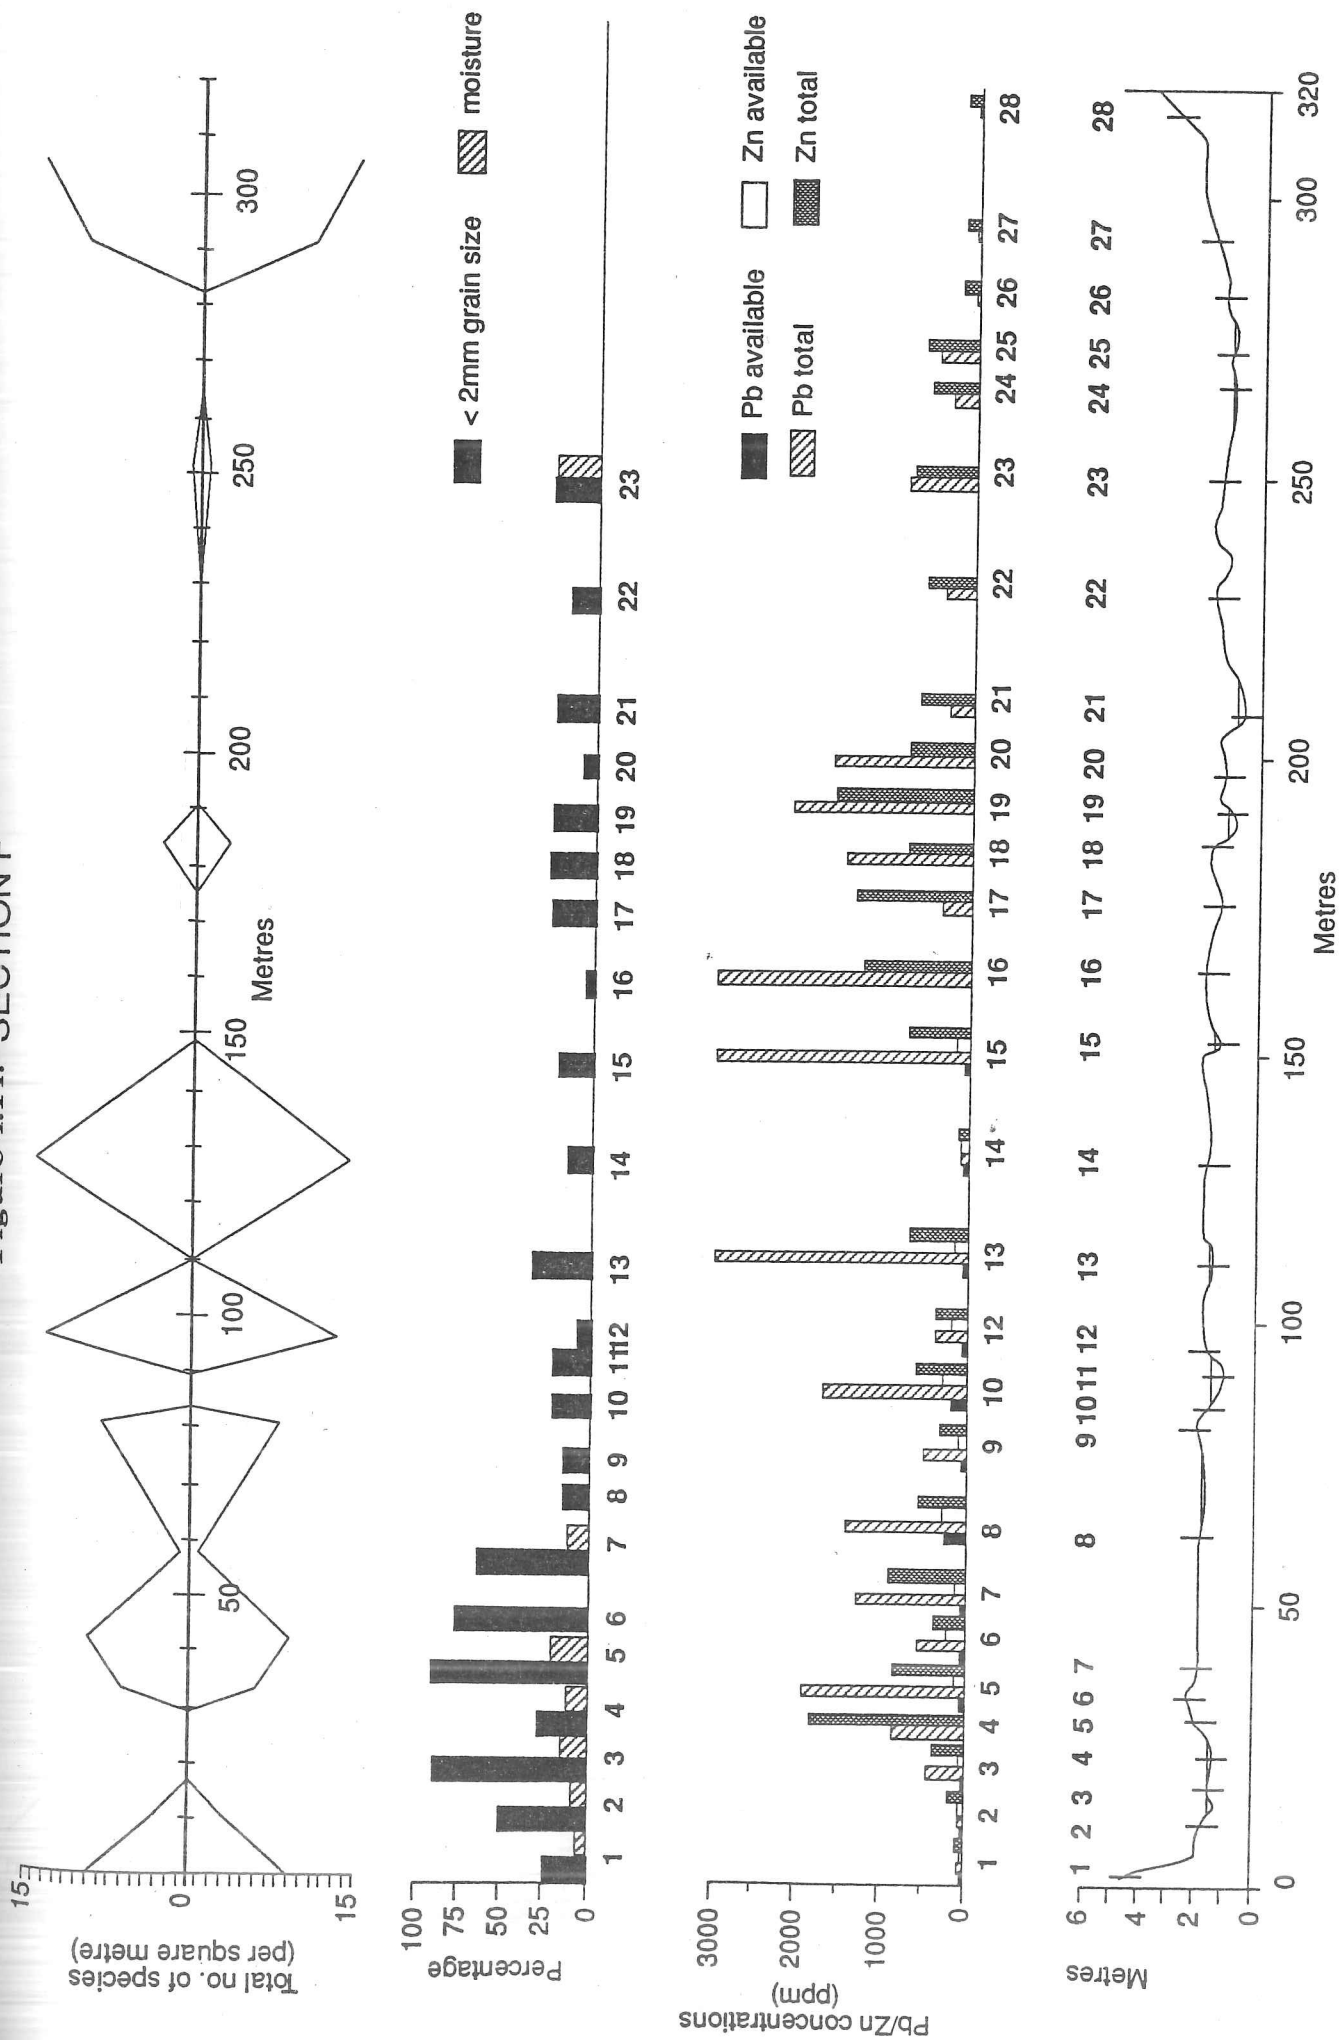 SECTION F
Total no. of species
(per square metre)
15
0
15
50
100
150
200
250
300
Metres
Percentage
100
75
50
25
0
< 2mm grain size
moisture
1 2 3 4 5 6 7 8 9 10 11 12 13 14 15 16 17 18 19 20 21 22 23
Pb/Zn concentrations
(ppm)
3000
2000
1000
0
Pb available
Zn available
Pb total
Zn total
1 2 3 4 5 6 7 8 9 10 12 13 14 15 16 17 18 19 20 21 22 23 24 25 26 27 28
Metres
6
4
2
0
1 2 3 4 5 6 7 8 9 10 11 12 13 14 15 16 17 18 19 20 21 22 23 24 25 26 27 28
0 50 100 150 200 250 300 320
Metres